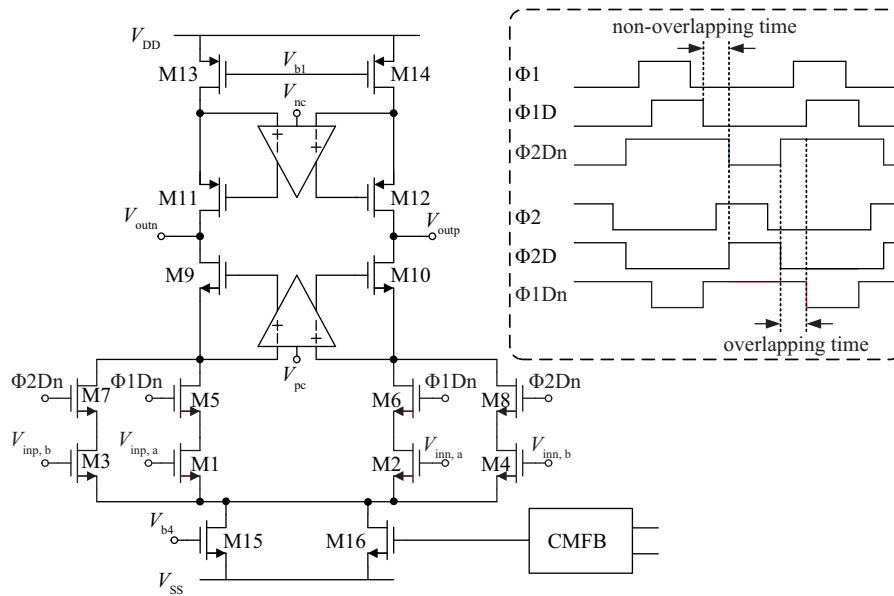 V_DD
M13
V_b1
M14
V_nc
+
+
M11
M12
V_outn
V_outp
M9
M10
+
+
V_pc
Φ2Dn
M7
Φ1Dn
M5
M6
Φ1Dn
M8
Φ2Dn
V_inp, b
M3
V_inp, a
M1
M2
V_inn, a
M4
V_inn, b
V_b4
M15
M16
CMFB
V_SS
non-overlapping time
Φ1
Φ1D
Φ2Dn
Φ2
Φ2D
Φ1Dn
overlapping time